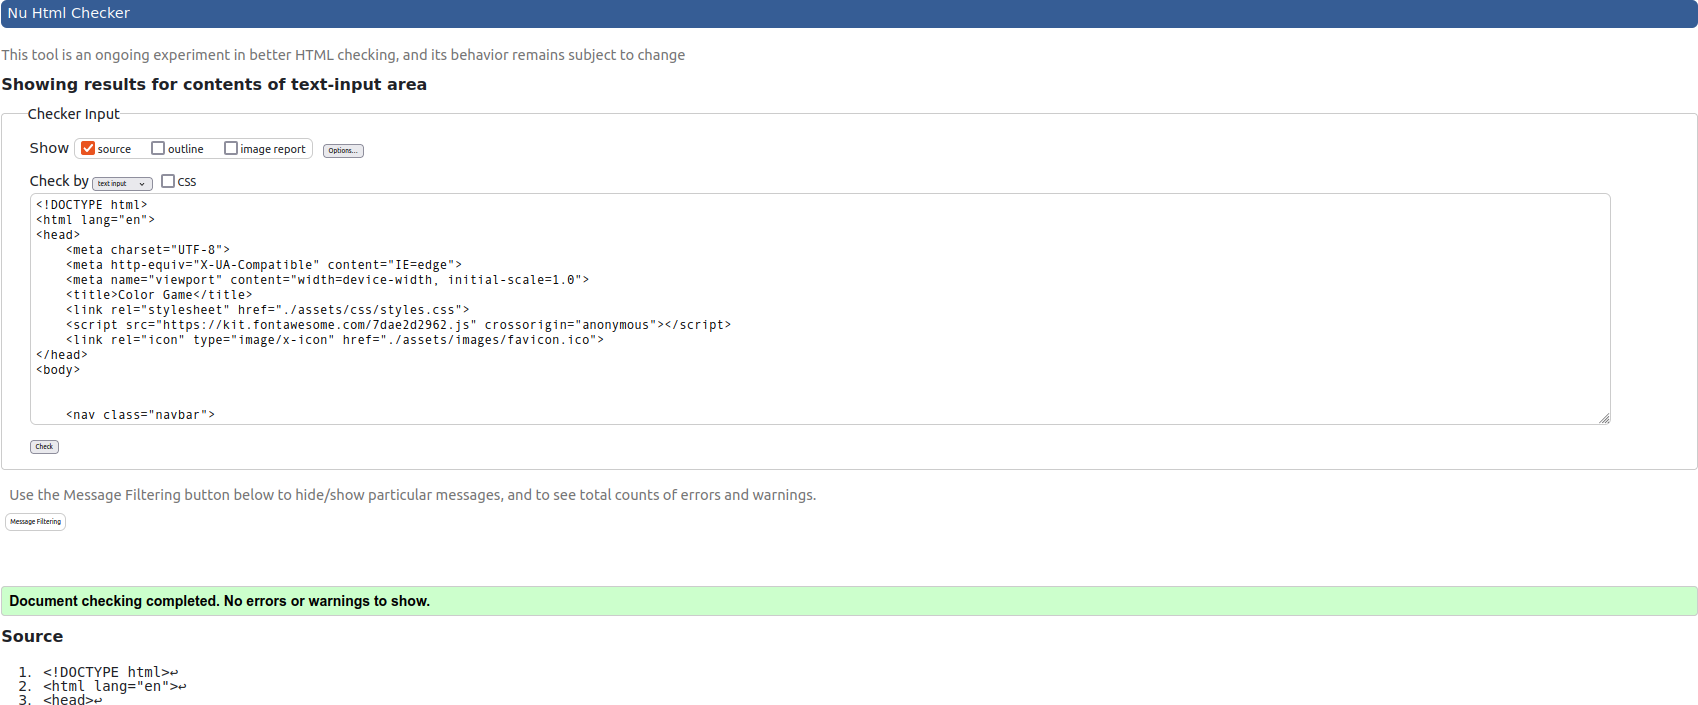 Nu Html Checker
This tool is an ongoing experiment in better HTML checking, and its behavior remains subject to change
Showing results for contents of text-input area
Checker Input
Show source outline image report Options...
Check by text input CSS
<!DOCTYPE html>
<html lang="en">
<head>
    <meta charset="UTF-8">
    <meta http-equiv="X-UA-Compatible" content="IE=edge">
    <meta name="viewport" content="width=device-width, initial-scale=1.0">
    <title>Color Game</title>
    <link rel="stylesheet" href="./assets/css/styles.css">
    <script src="https://kit.fontawesome.com/7dae2d2962.js" crossorigin="anonymous"></script>
    <link rel="icon" type="image/x-icon" href="./assets/images/favicon.ico">
</head>
<body>
    <nav class="navbar">
Check
Use the Message Filtering button below to hide/show particular messages, and to see total counts of errors and warnings.
Message Filtering
Document checking completed. No errors or warnings to show.
Source
1. <!DOCTYPE html>↩
2. <html lang="en">↩
3. <head>↩